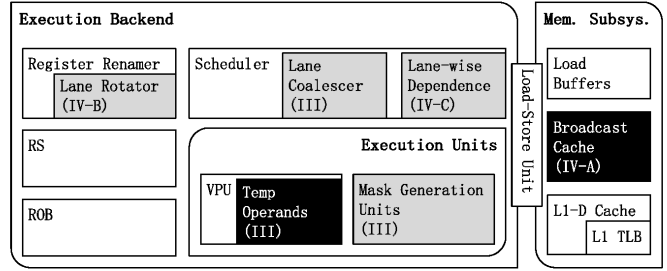 Execution Backend
Register Renamer
Lane Rotator
(IV-B)
RS
ROB
Scheduler
Lane
Coalescer
(III)
Lane-wise
Dependence
(IV-C)
Execution Units
VPU
Temp
Operands
(III)
Mask Generation
Units
(III)
Load-Store Unit
Mem. Subsys.
Load
Buffers
Broadcast
Cache
(IV-A)
L1-D Cache
L1 TLB